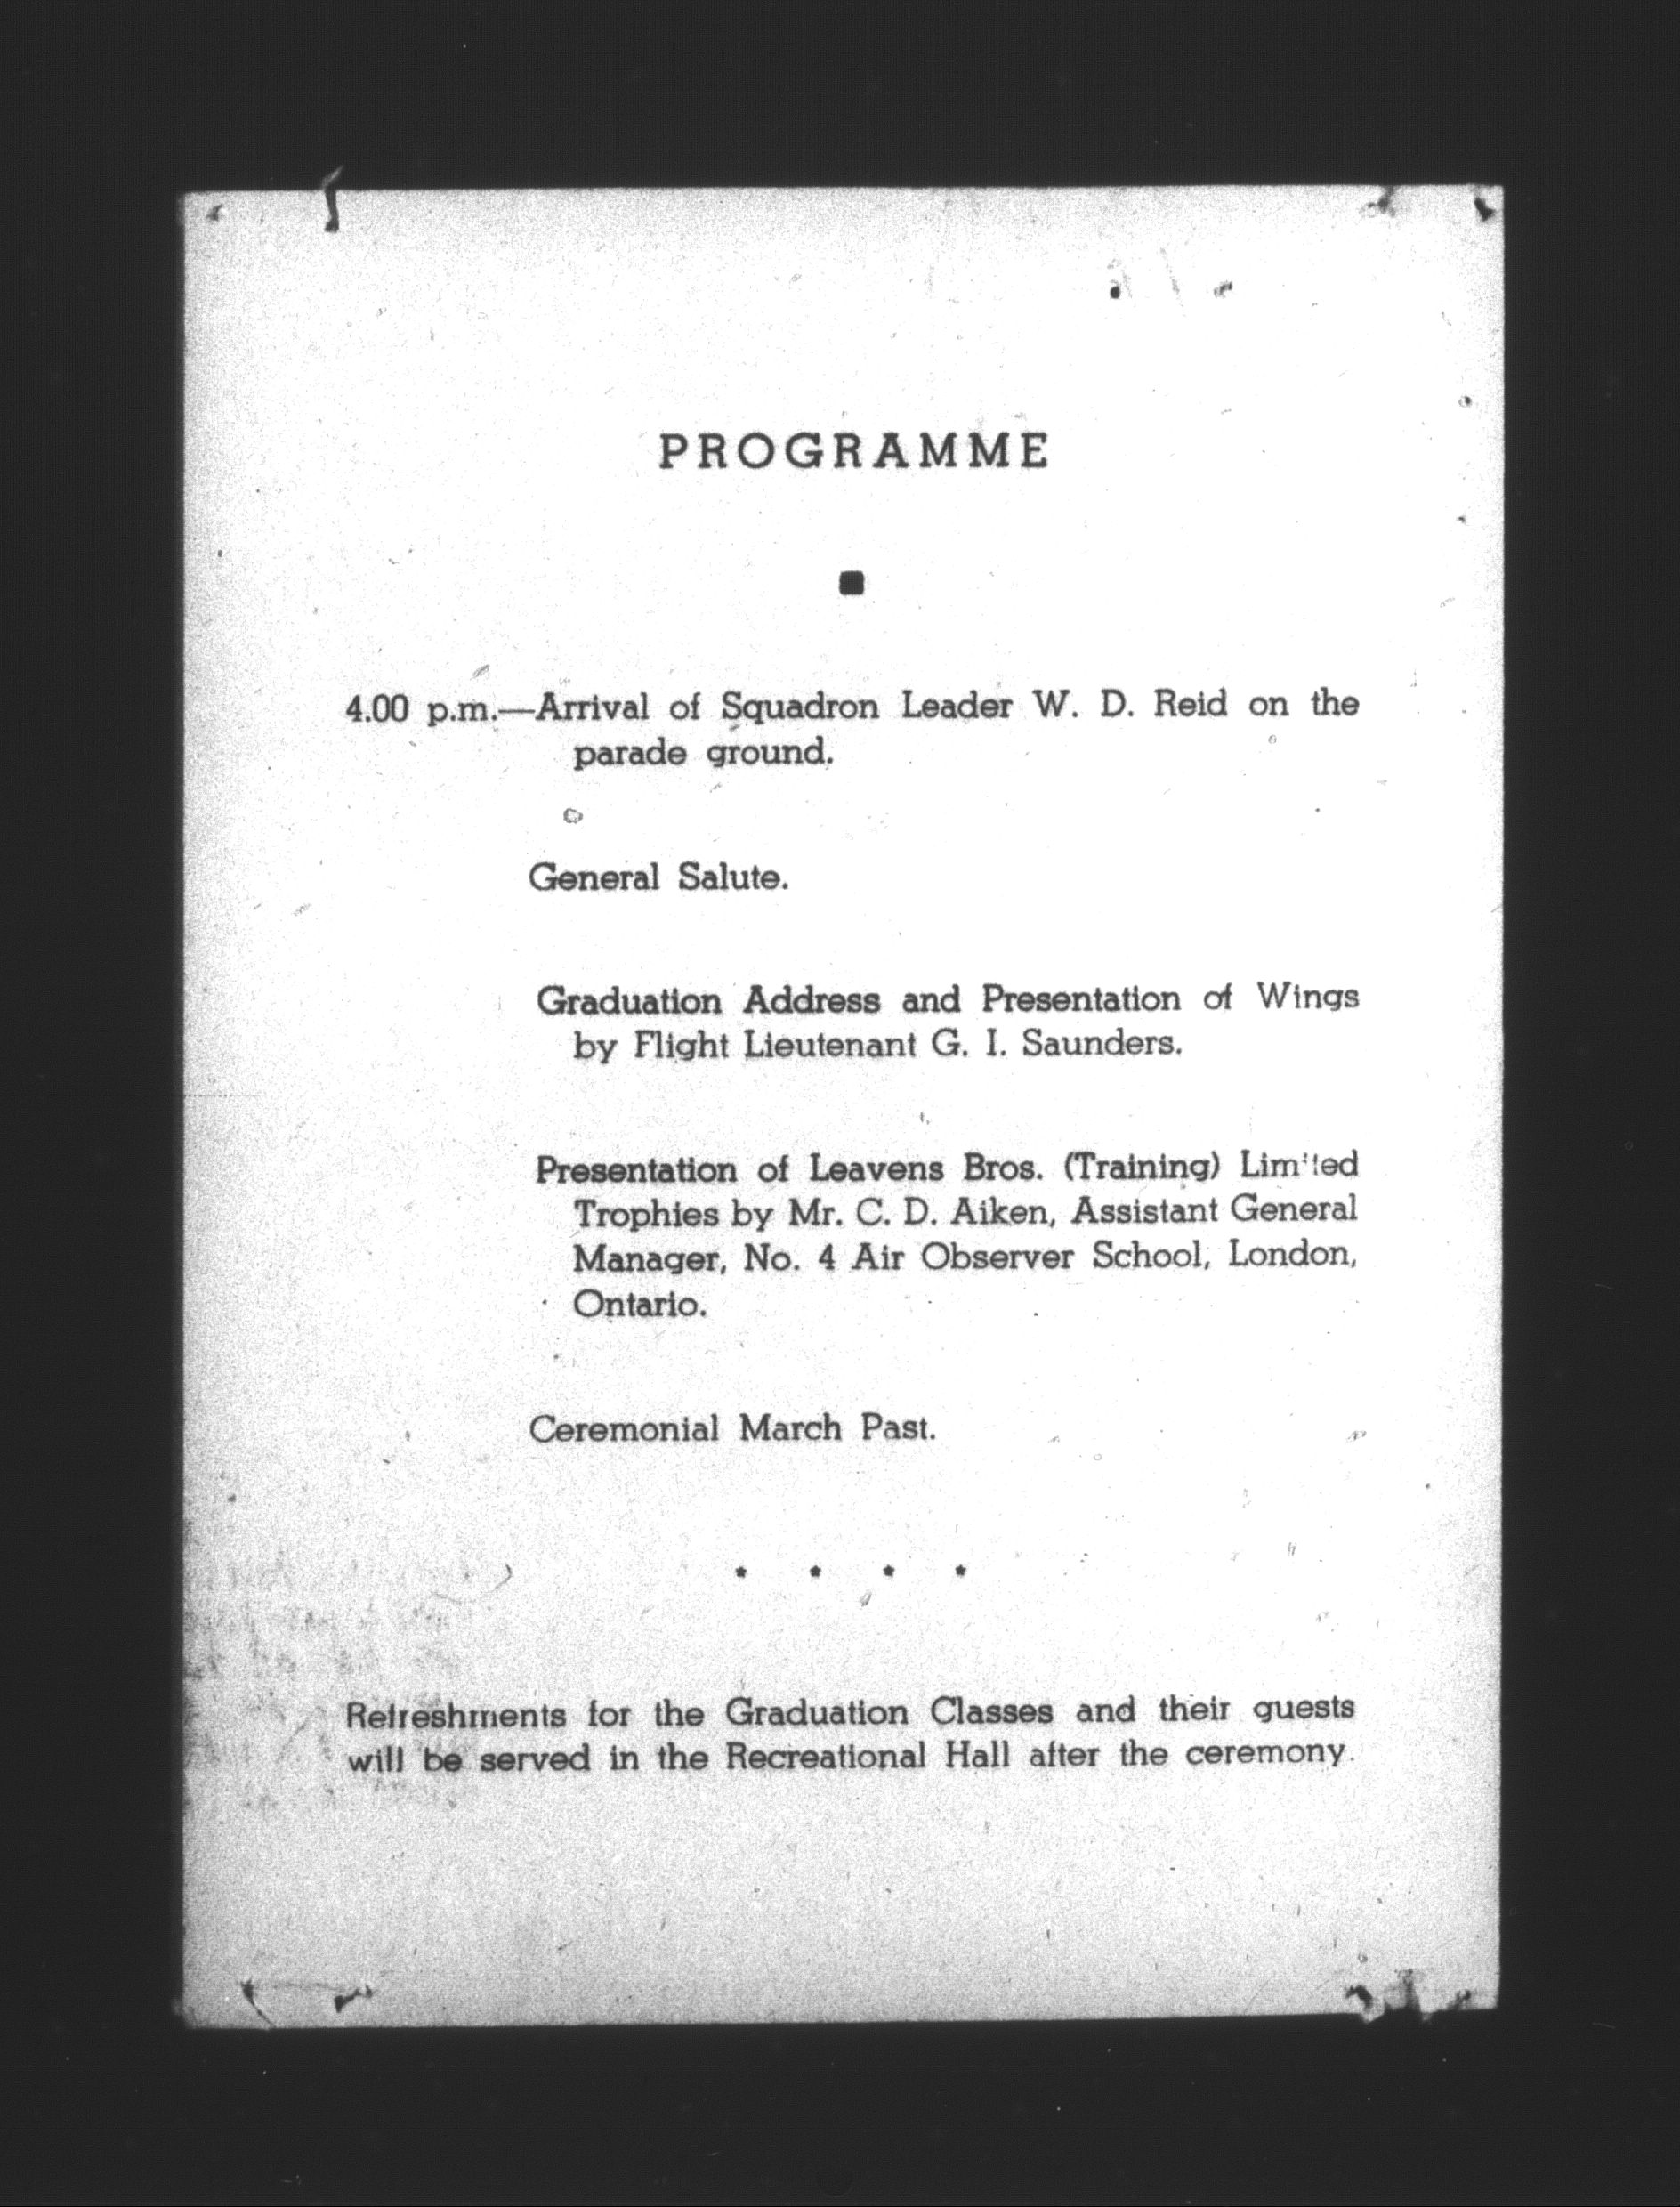 PROGRAMME
4.00 p.m.—Arrival of Squadron Leader W. D. Reid on the
parade ground.
General Salute.
Graduation Address and Presentation of Wings
by Flight Lieutenant G. I. Saunders.
Presentation of Leavens Bros. (Training) Limited
Trophies by Mr. C. D. Aiken, Assistant General
Manager, No. 4 Air Observer School, London,
Ontario.
Ceremonial March Past.
* * * *
Refreshments for the Graduation Classes and their guests
will be served in the Recreational Hall after the ceremony.